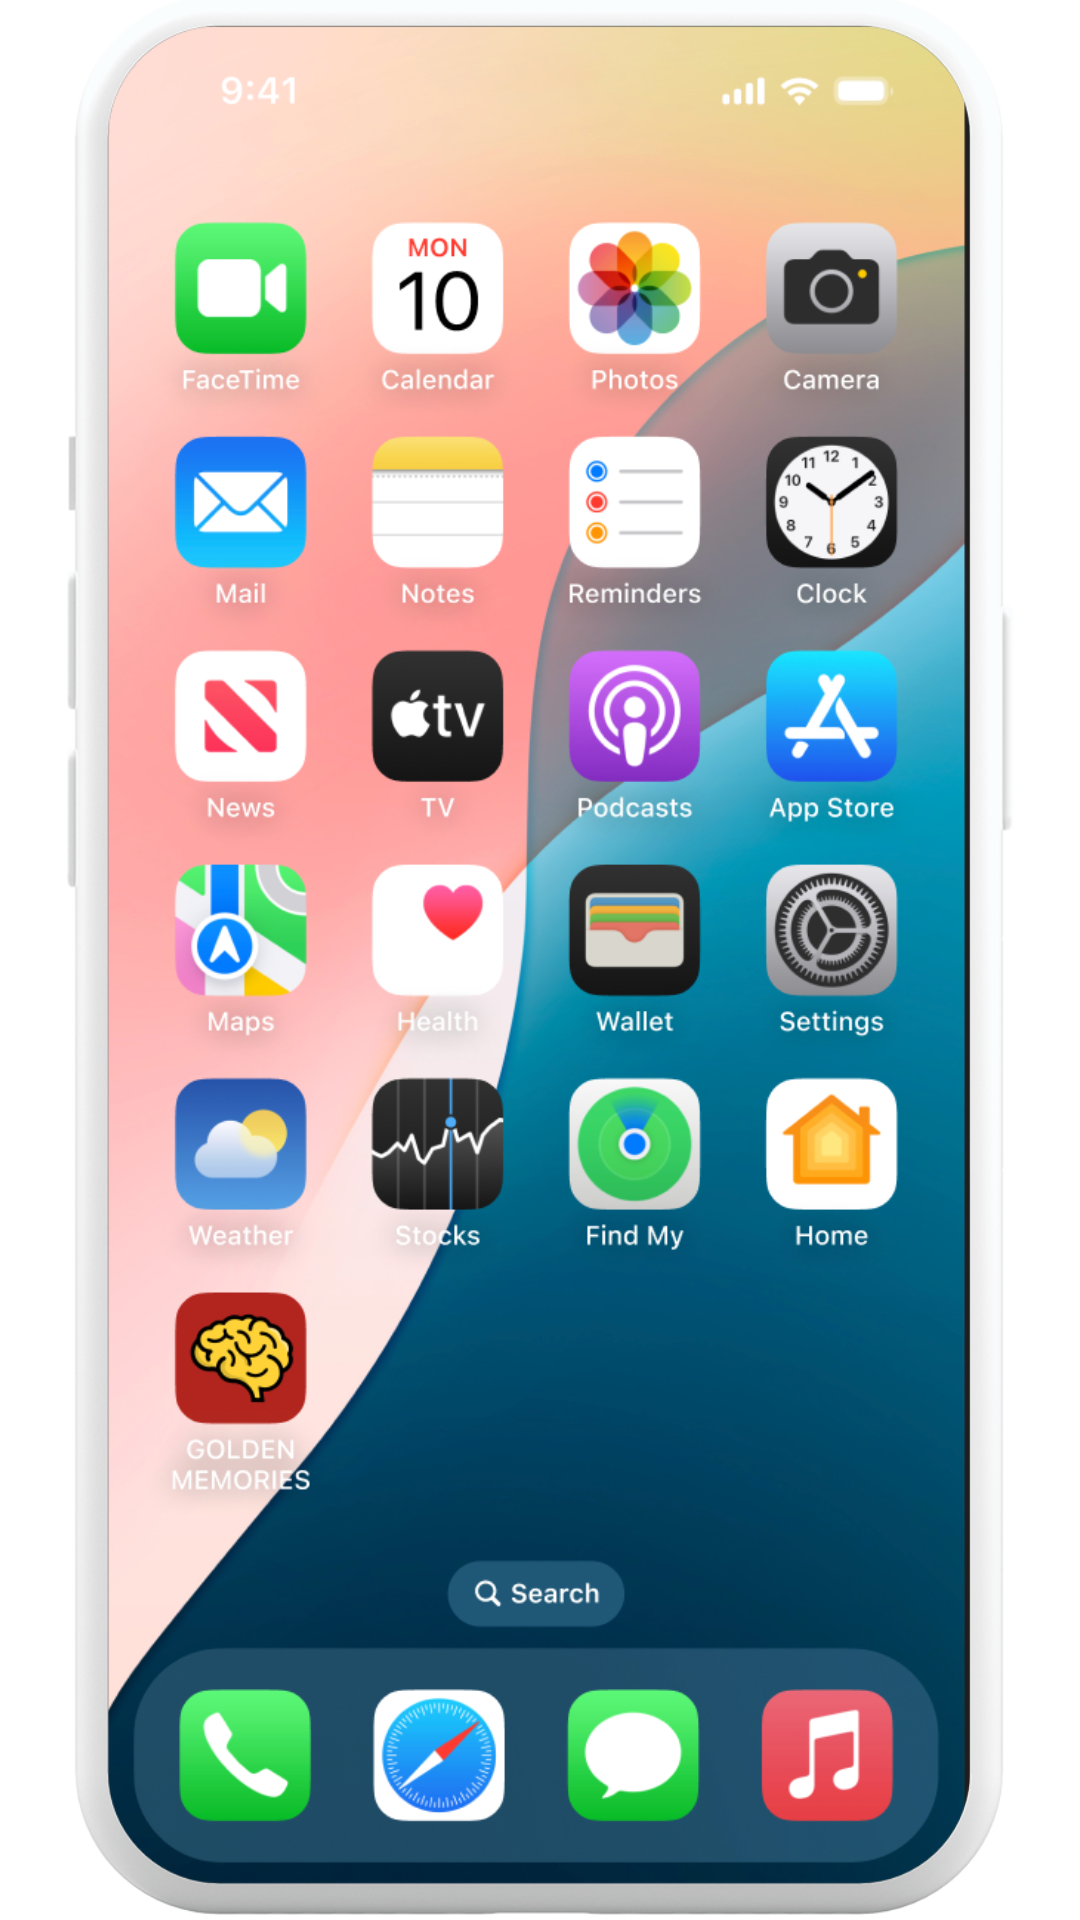 9:41
MON
10
FaceTime
Calendar
Photos
Camera
12
11
1
10
2
9
3
8
4
7
5
6
Mail
Notes
Reminders
Clock
tv
News
TV
Podcasts
App Store
Maps
Health
Wallet
Settings
Weather
Stocks
Find My
Home
GOLDEN
MEMORIES
Search